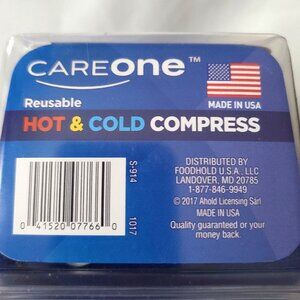 CAREONE™
Reusable
MADE IN USA
HOT & COLD COMPRESS
S-914
1017
0 41520 07766 0
DISTRIBUTED BY
FOODHOLD U.S.A., LLC
LANDOVER, MD 20785
1-877-846-9949
© 2017 Ahold Licensing Sàrl
MADE IN USA
Quality guaranteed or your
money back.